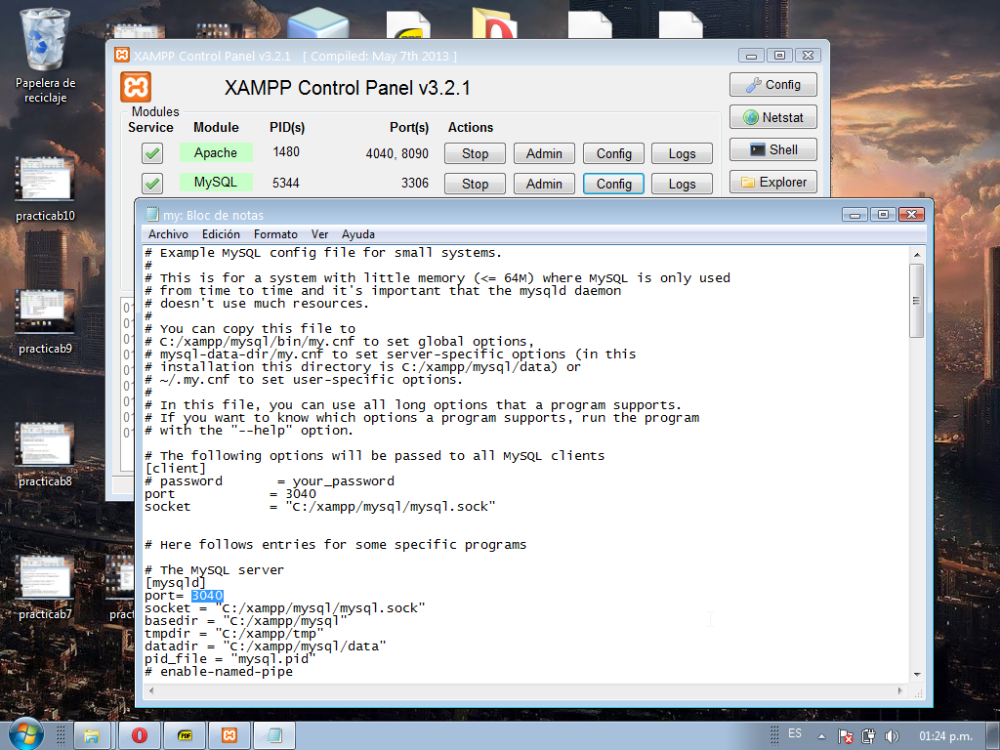 Papelera de
reciclaje
practicab10
practicab9
practicab8
practicab7
XAMPP Control Panel v3.2.1 [ Compiled: May 7th 2013 ]
XAMPP Control Panel v3.2.1
Modules
Service Module PID(s) Port(s) Actions
Apache 1480 4040, 8090 Stop Admin Config Logs
MySQL 5344 3306 Stop Admin Config Logs
Config
Netstat
Shell
Explorer
my: Bloc de notas
Archivo Edición Formato Ver Ayuda
# Example MySQL config file for small systems.
#
# This is for a system with little memory (<= 64M) where MySQL is only used
# from time to time and it's important that the mysqld daemon
# doesn't use much resources.
#
# You can copy this file to
# C:/xampp/mysql/bin/my.cnf to set global options,
# mysql-data-dir/my.cnf to set server-specific options (in this
# installation this directory is C:/xampp/mysql/data) or
# ~/.my.cnf to set user-specific options.
#
# In this file, you can use all long options that a program supports.
# If you want to know which options a program supports, run the program
# with the "--help" option.
# The following options will be passed to all MySQL clients
[client]
# password = your_password
port = 3040
socket = "C:/xampp/mysql/mysql.sock"
# Here follows entries for some specific programs
# The MySQL server
[mysqld]
port= 3040
socket = "C:/xampp/mysql/mysql.sock"
basedir = "C:/xampp/mysql"
tmpdir = "C:/xampp/tmp"
datadir = "C:/xampp/mysql/data"
pid_file = "mysql.pid"
# enable-named-pipe
PDF
ES
01:24 p.m.